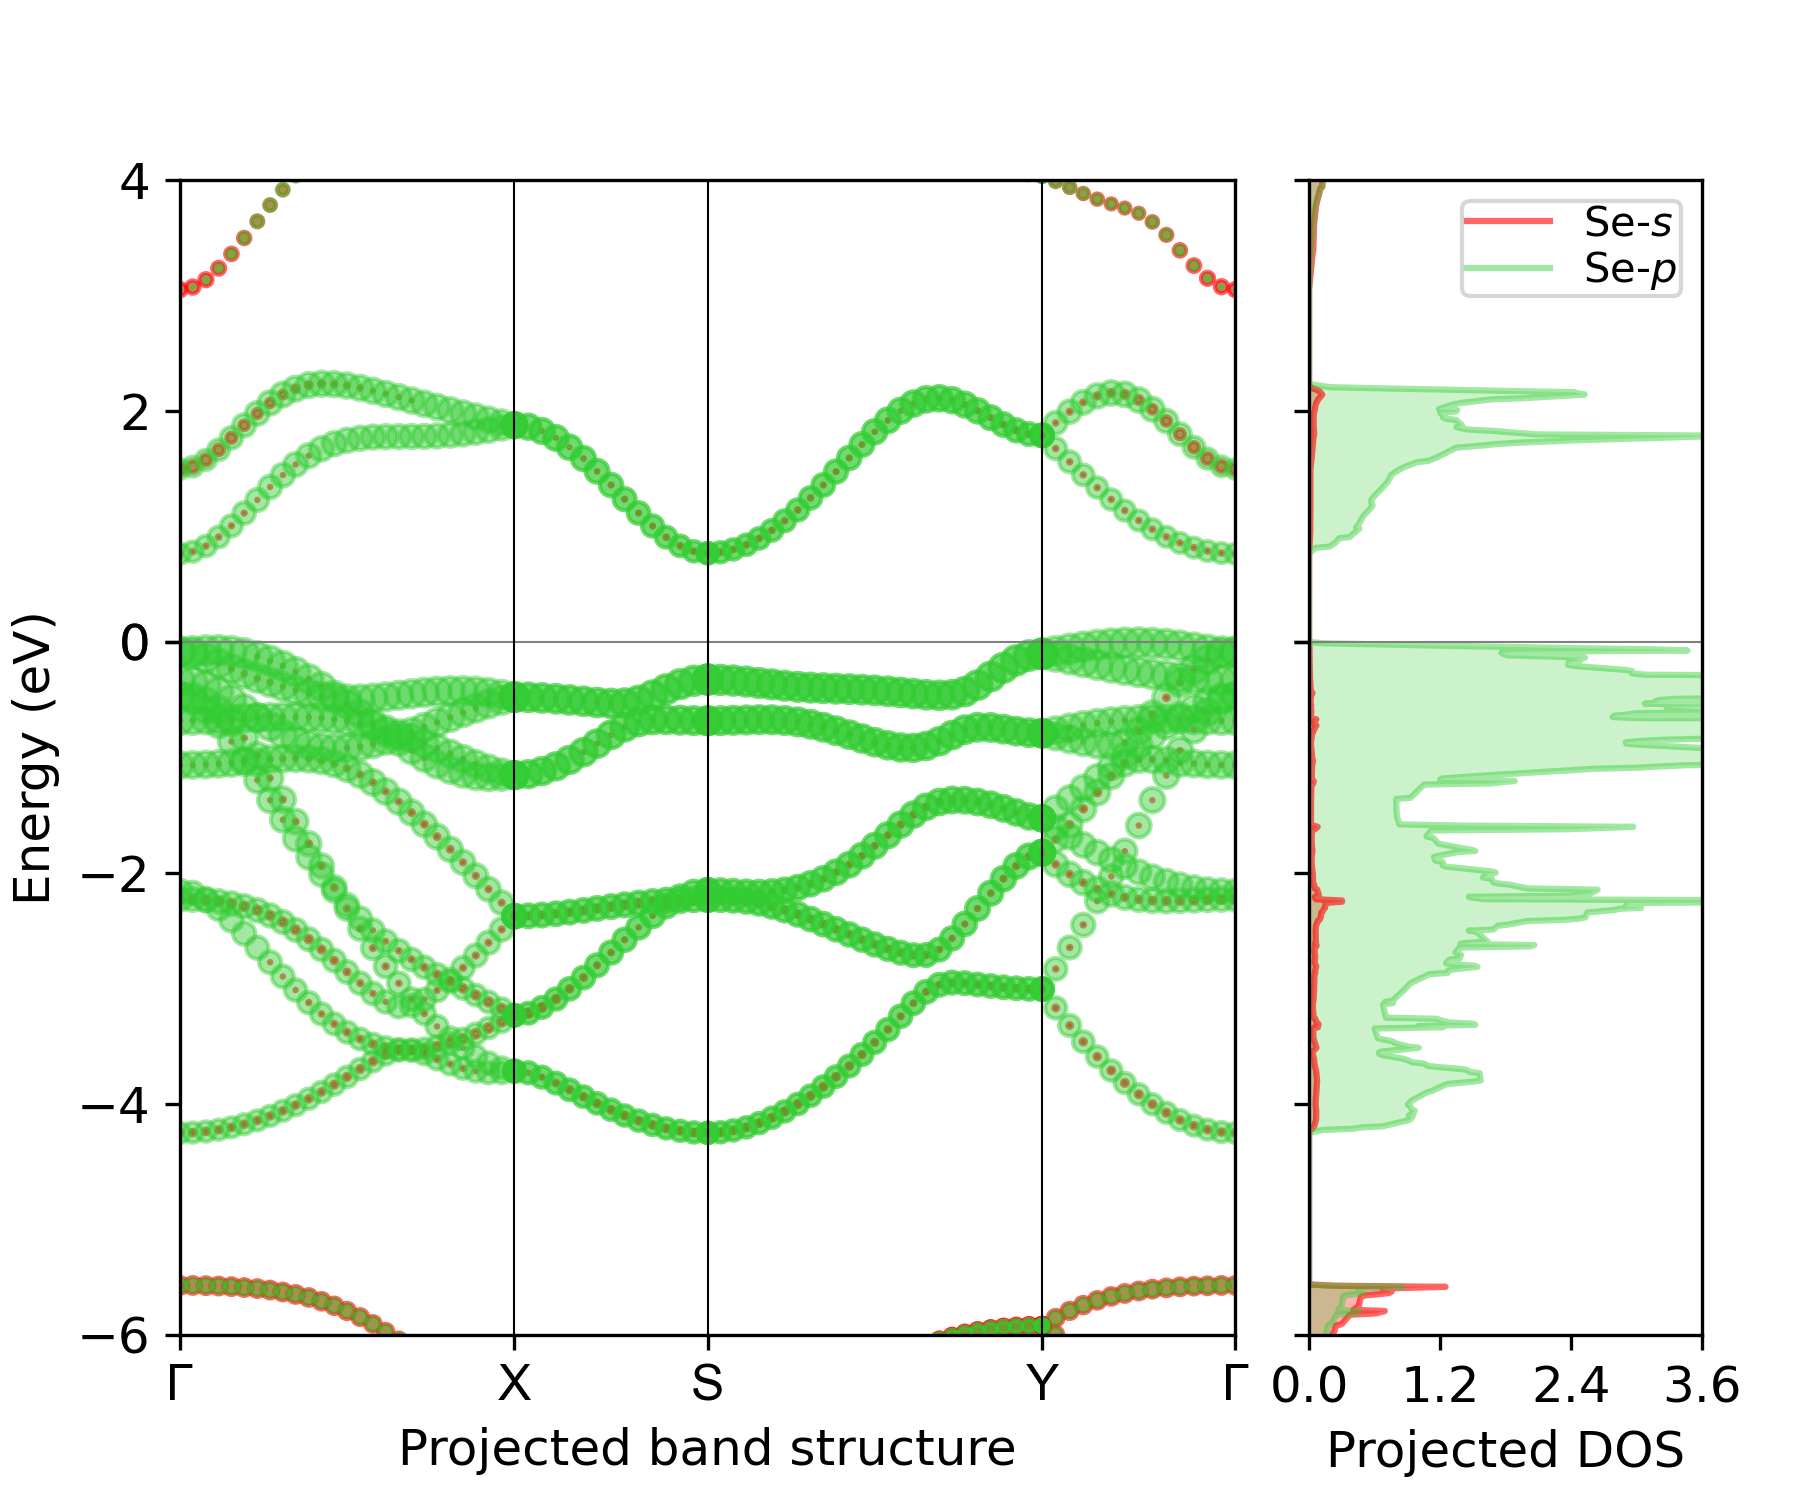 4
2
0
−2
−4
−6
Energy (eV)
Γ
X
S
Y
Γ
Projected band structure
Se-s
Se-p
0.0
1.2
2.4
3.6
Projected DOS